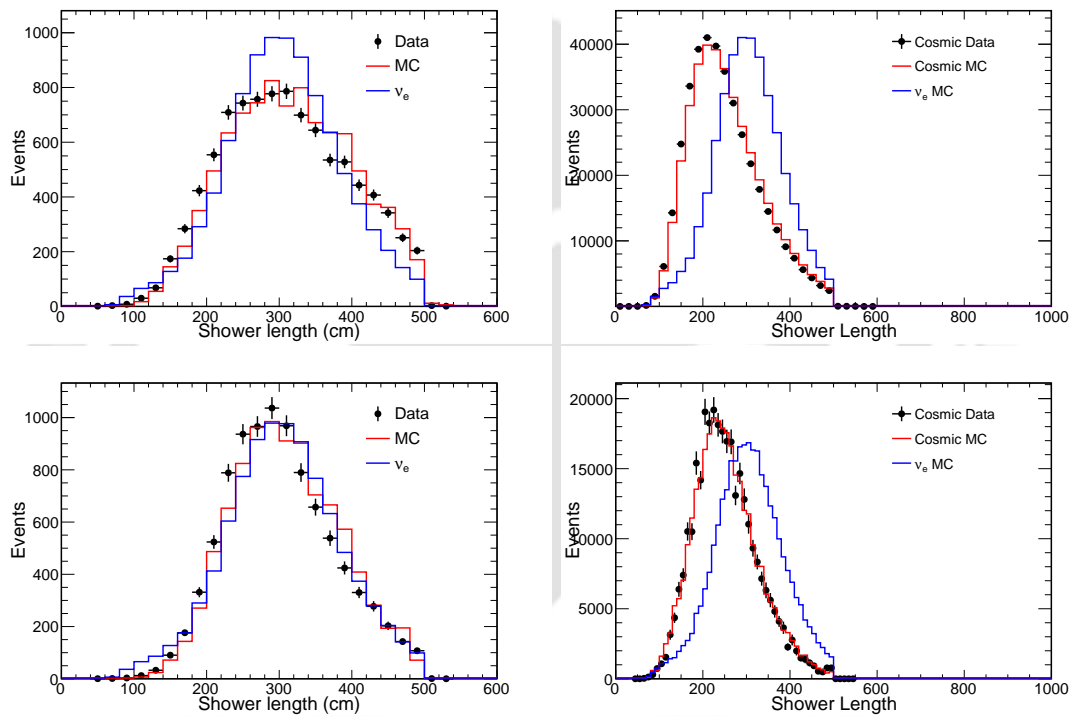 1000
800
600
400
200
0
Events
Data
MC
νe
0 100 200 300 400 500 600
Shower length (cm)
40000
30000
20000
10000
0
Events
Cosmic Data
Cosmic MC
νe MC
0 200 400 600 800 1000
Shower Length
1000
800
600
400
200
0
Events
Data
MC
νe
0 100 200 300 400 500 600
Shower length (cm)
20000
15000
10000
5000
0
Events
Cosmic Data
Cosmic MC
νe MC
0 200 400 600 800 1000
Shower Length